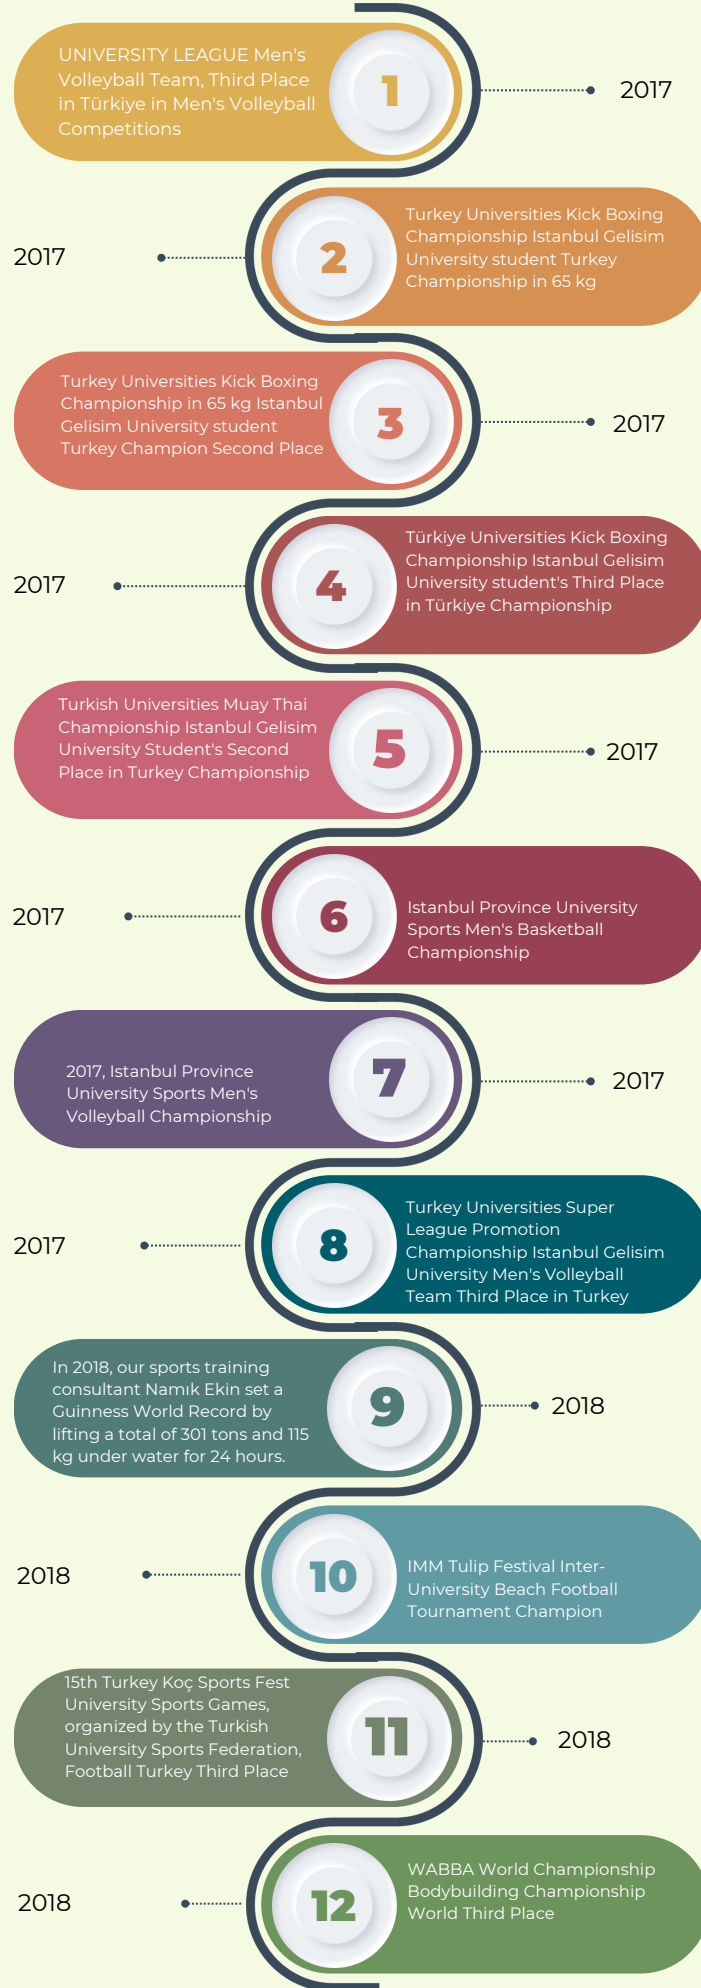 UNIVERSITY LEAGUE Men's
Volleyball Team, Third Place
in Türkiye in Men's Volleyball
Competitions
1
2017
2017
2
Turkey Universities Kick Boxing
Championship Istanbul Gelisim
University student Turkey
Championship in 65 kg
Turkey Universities Kick Boxing
Championship in 65 kg Istanbul
Gelisim University student
Turkey Champion Second Place
3
2017
2017
4
Türkiye Universities Kick Boxing
Championship Istanbul Gelisim
University student's Third Place
in Türkiye Championship
Turkish Universities Muay Thai
Championship Istanbul Gelisim
University Student's Second
Place in Turkey Championship
5
2017
2017
6
Istanbul Province University
Sports Men's Basketball
Championship
2017, Istanbul Province
University Sports Men's
Volleyball Championship
7
2017
2017
8
Turkey Universities Super
League Promotion
Championship Istanbul Gelisim
University Men's Volleyball
Team Third Place in Turkey
In 2018, our sports training
consultant Namık Ekin set a
Guinness World Record by
lifting a total of 301 tons and 115
kg under water for 24 hours.
9
2018
2018
10
IMM Tulip Festival Inter-
University Beach Football
Tournament Champion
15th Turkey Koç Sports Fest
University Sports Games,
organized by the Turkish
University Sports Federation,
Football Turkey Third Place
11
2018
2018
12
WABBA World Championship
Bodybuilding Championship
World Third Place